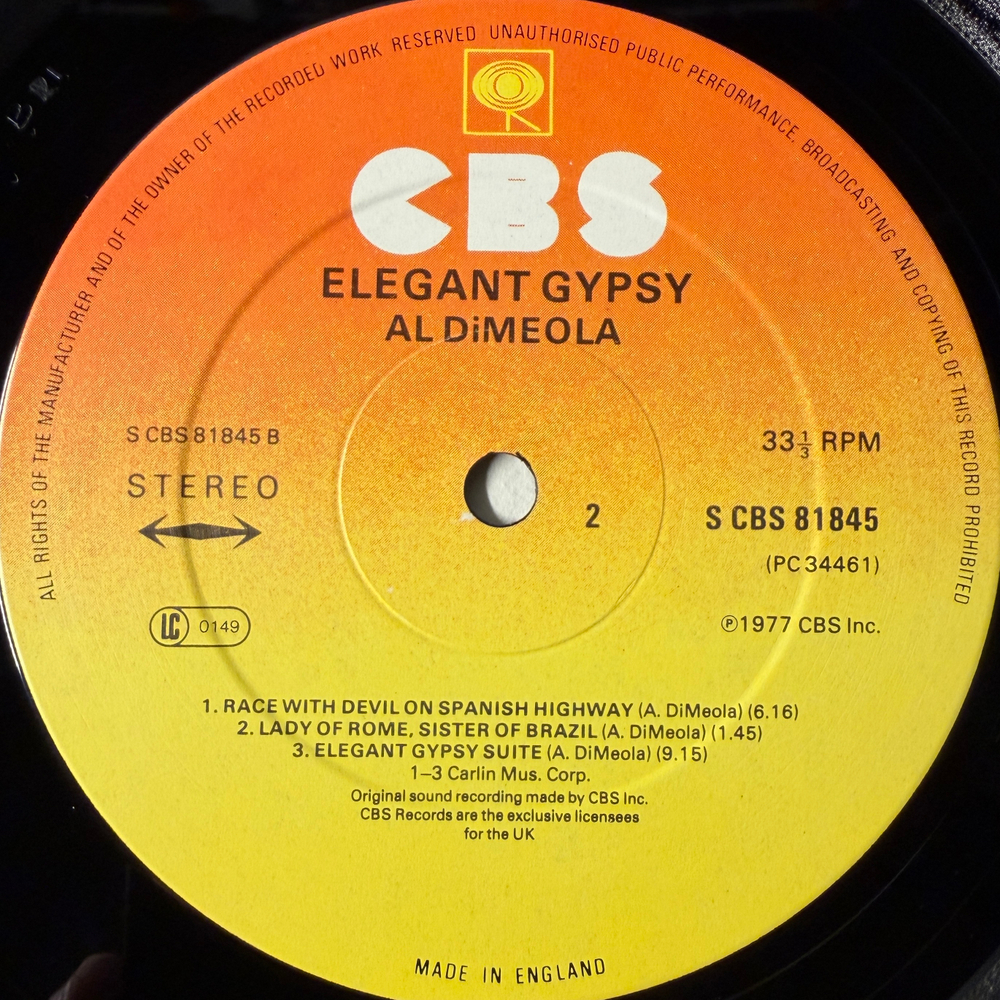 ALL RIGHTS OF THE MANUFACTURER AND OF THE OWNER OF THE RECORDED WORK RESERVED UNAUTHORISED PUBLIC PERFORMANCE, BROADCASTING AND COPYING OF THIS RECORD PROHIBITED
CBS
ELEGANT GYPSY
AL DiMEOLA
S CBS 81845 B
STEREO
LC 0149
2
33⅓ RPM
S CBS 81845
(PC 34461)
℗1977 CBS Inc.
1. RACE WITH DEVIL ON SPANISH HIGHWAY (A. DiMeola) (6.16)
2. LADY OF ROME, SISTER OF BRAZIL (A. DiMeola) (1.45)
3. ELEGANT GYPSY SUITE (A. DiMeola) (9.15)
1–3 Carlin Mus. Corp.
Original sound recording made by CBS Inc.
CBS Records are the exclusive licensees
for the UK
MADE IN ENGLAND